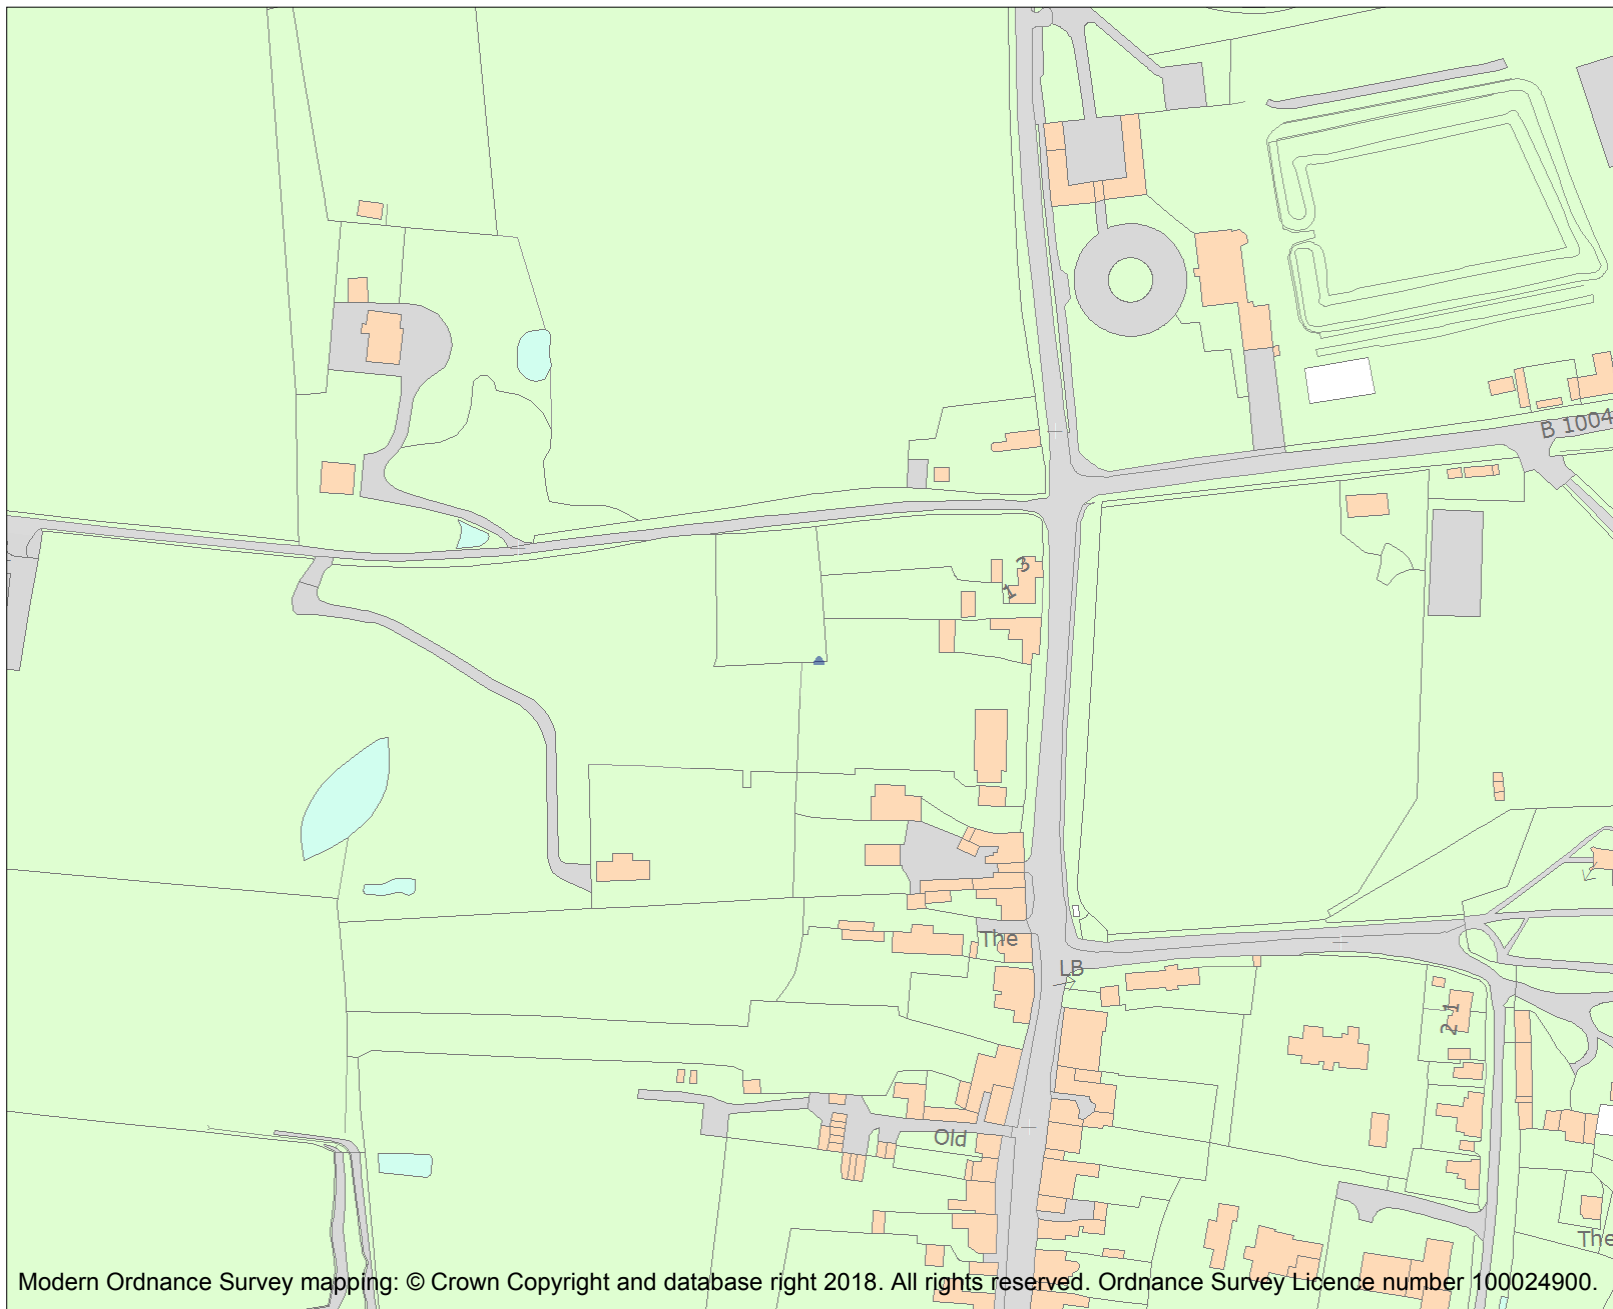 B 1004
3
1
The
LB
2 1
Old
The
Modern Ordnance Survey mapping: © Crown Copyright and database right 2018. All rights reserved. Ordnance Survey Licence number 100024900.